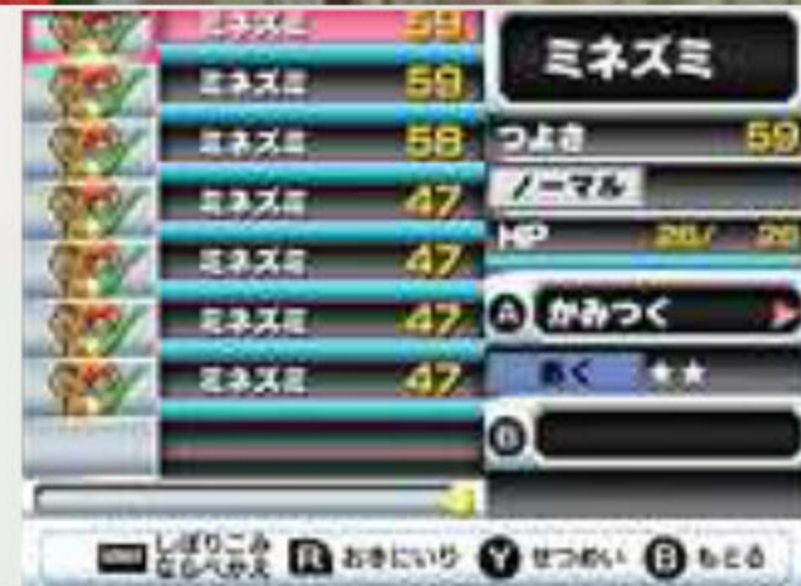 ミネズミ 59
ミネズミ 59
ミネズミ 58
ミネズミ 47
ミネズミ 47
ミネズミ 47
ミネズミ 47
ミネズミ
つよさ 59
ノーマル
HP 26/ 26
A かみつく
あく ★★
B
しぼりこみ
ならべかえ
R おきにいり Y せつめい B もどる